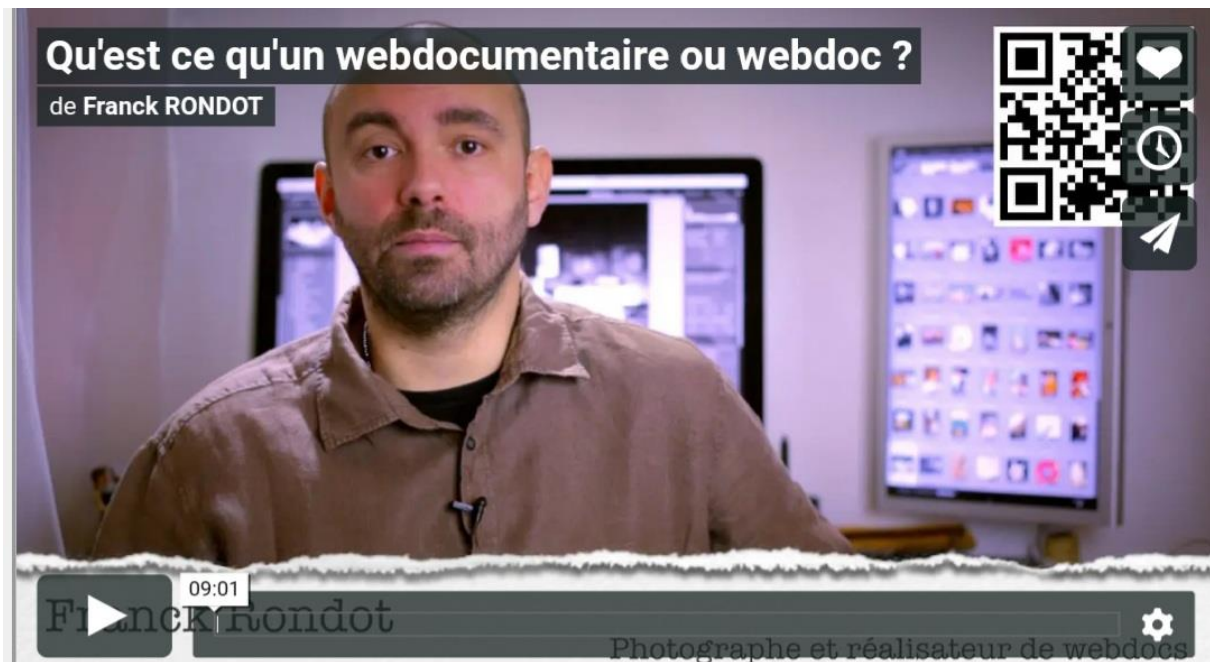 Qu'est ce qu'un webdocumentaire ou webdoc ?
de Franck RONDOT
09:01
Franck Rondot
Photographe et réalisateur de webdocs